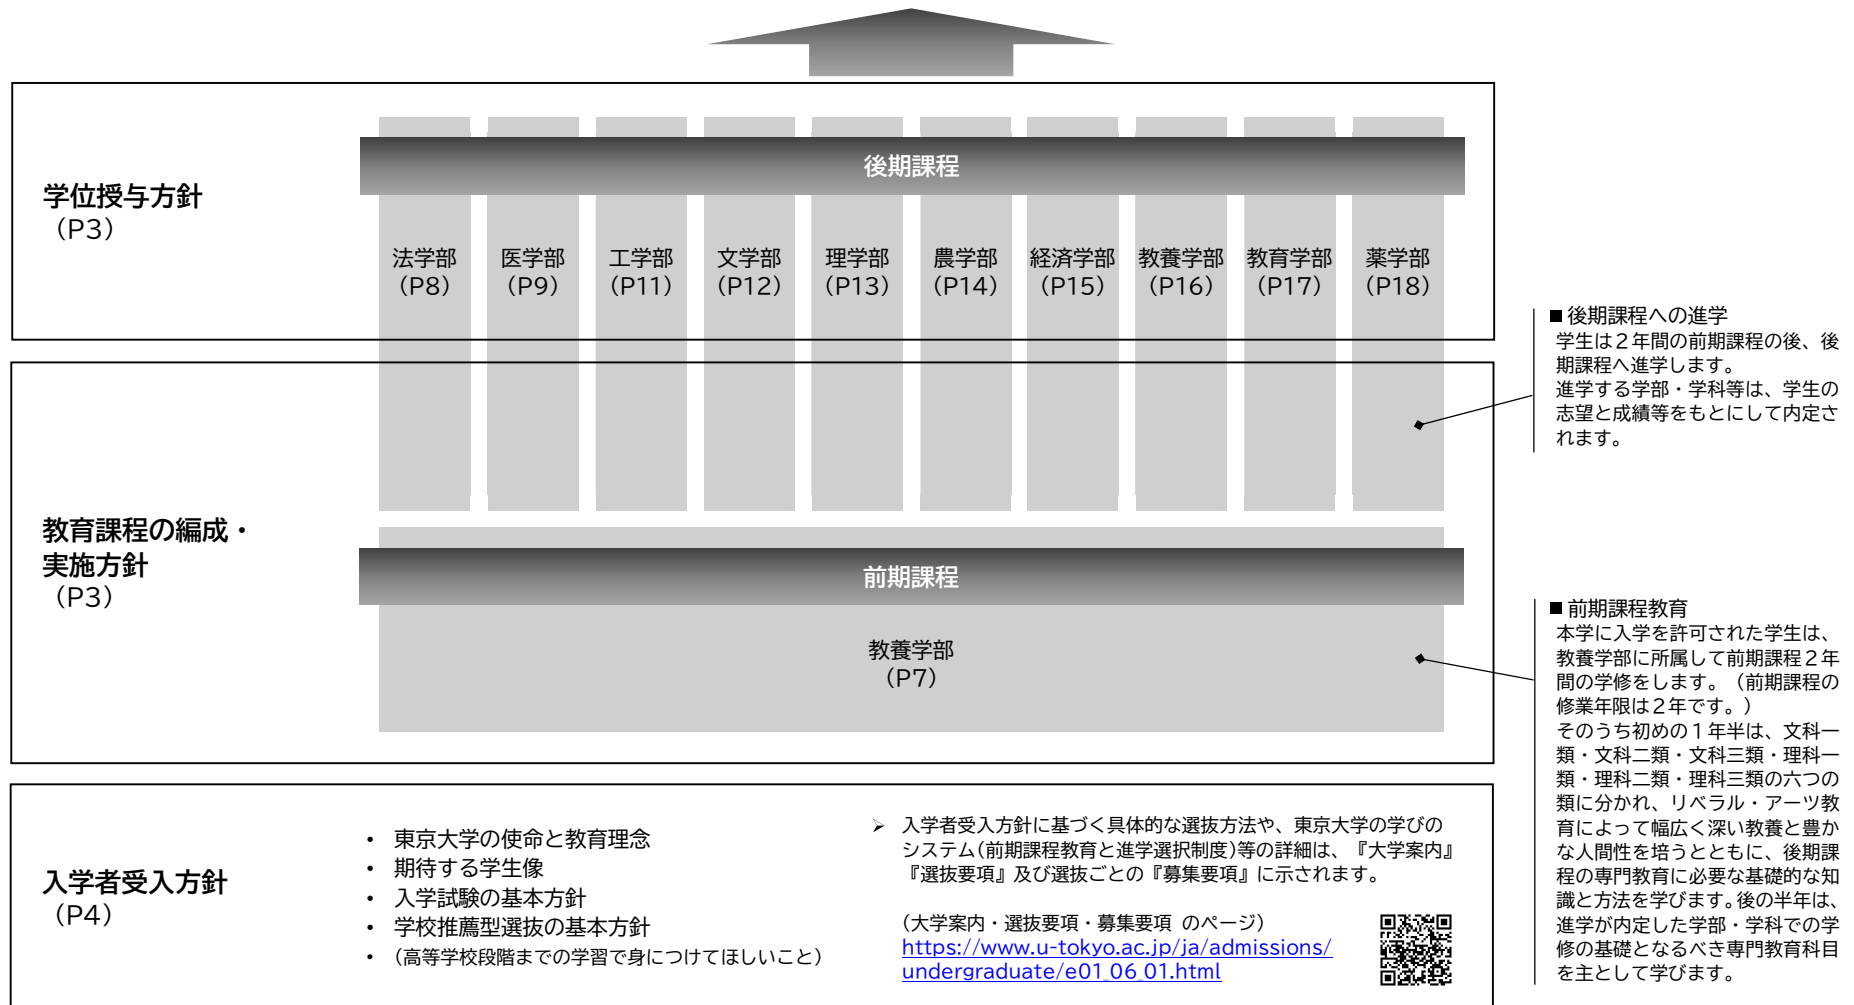 学位授与方針
（P3）
後期課程
法学部
（P8）
医学部
（P9）
工学部
（P11）
文学部
（P12）
理学部
（P13）
農学部
（P14）
経済学部
（P15）
教養学部
（P16）
教育学部
（P17）
薬学部
（P18）
■ 後期課程への進学
学生は２年間の前期課程の後、後
期課程へ進学します。
進学する学部・学科等は、学生の
志望と成績等をもとにして内定さ
れます。
教育課程の編成・
実施方針
（P3）
前期課程
教養学部
（P7）
■ 前期課程教育
本学に入学を許可された学生は、
教養学部に所属して前期課程２年
間の学修をします。（前期課程の
修業年限は２年です。）
そのうち初めの１年半は、文科一
類・文科二類・文科三類・理科一
類・理科二類・理科三類の六つの
類に分かれ、リベラル・アーツ教
育によって幅広く深い教養と豊か
な人間性を培うとともに、後期課
程の専門教育に必要な基礎的な知
識と方法を学びます。後の半年は、
進学が内定した学部・学科での学
修の基礎となるべき専門教育科目
を主として学びます。
入学者受入方針
（P4）
・ 東京大学の使命と教育理念
・ 期待する学生像
・ 入学試験の基本方針
・ 学校推薦型選抜の基本方針
・ （高等学校段階までの学習で身につけてほしいこと）
➢ 入学者受入方針に基づく具体的な選抜方法や、東京大学の学びの
システム(前期課程教育と進学選択制度)等の詳細は、『大学案内』
『選抜要項』及び選抜ごとの『募集要項』に示されます。
（大学案内・選抜要項・募集要項 のページ）
https://www.u-tokyo.ac.jp/ja/admissions/
undergraduate/e01_06_01.html